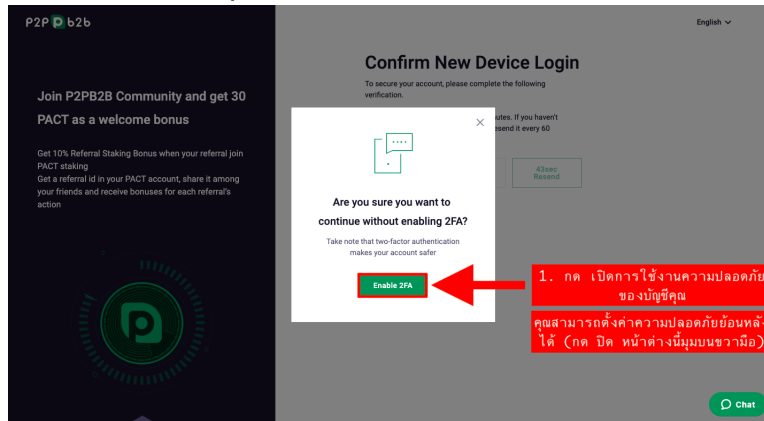 P2P b2b
English
Join P2PB2B Community and get 30
PACT as a welcome bonus
Get 10% Referral Staking Bonus when your referral join
PACT staking
Get a referral id in your PACT account, share it among
your friends and receive bonuses for each referral's
action
Confirm New Device Login
To secure your account, please complete the following
verification.
utes. If you haven't
esend it every 60
43sec
Resend
Are you sure you want to
continue without enabling 2FA?
Take note that two-factor authentication
makes your account safer
Enable 2FA
1. กด เปิดการใช้งานความปลอดภัย
ของบัญชีคุณ
คุณสามารถตั้งค่าความปลอดภัยย้อนหลัง
ได้ (กด ปิด หน้าต่างนี้มุมบนขวามือ)
Chat